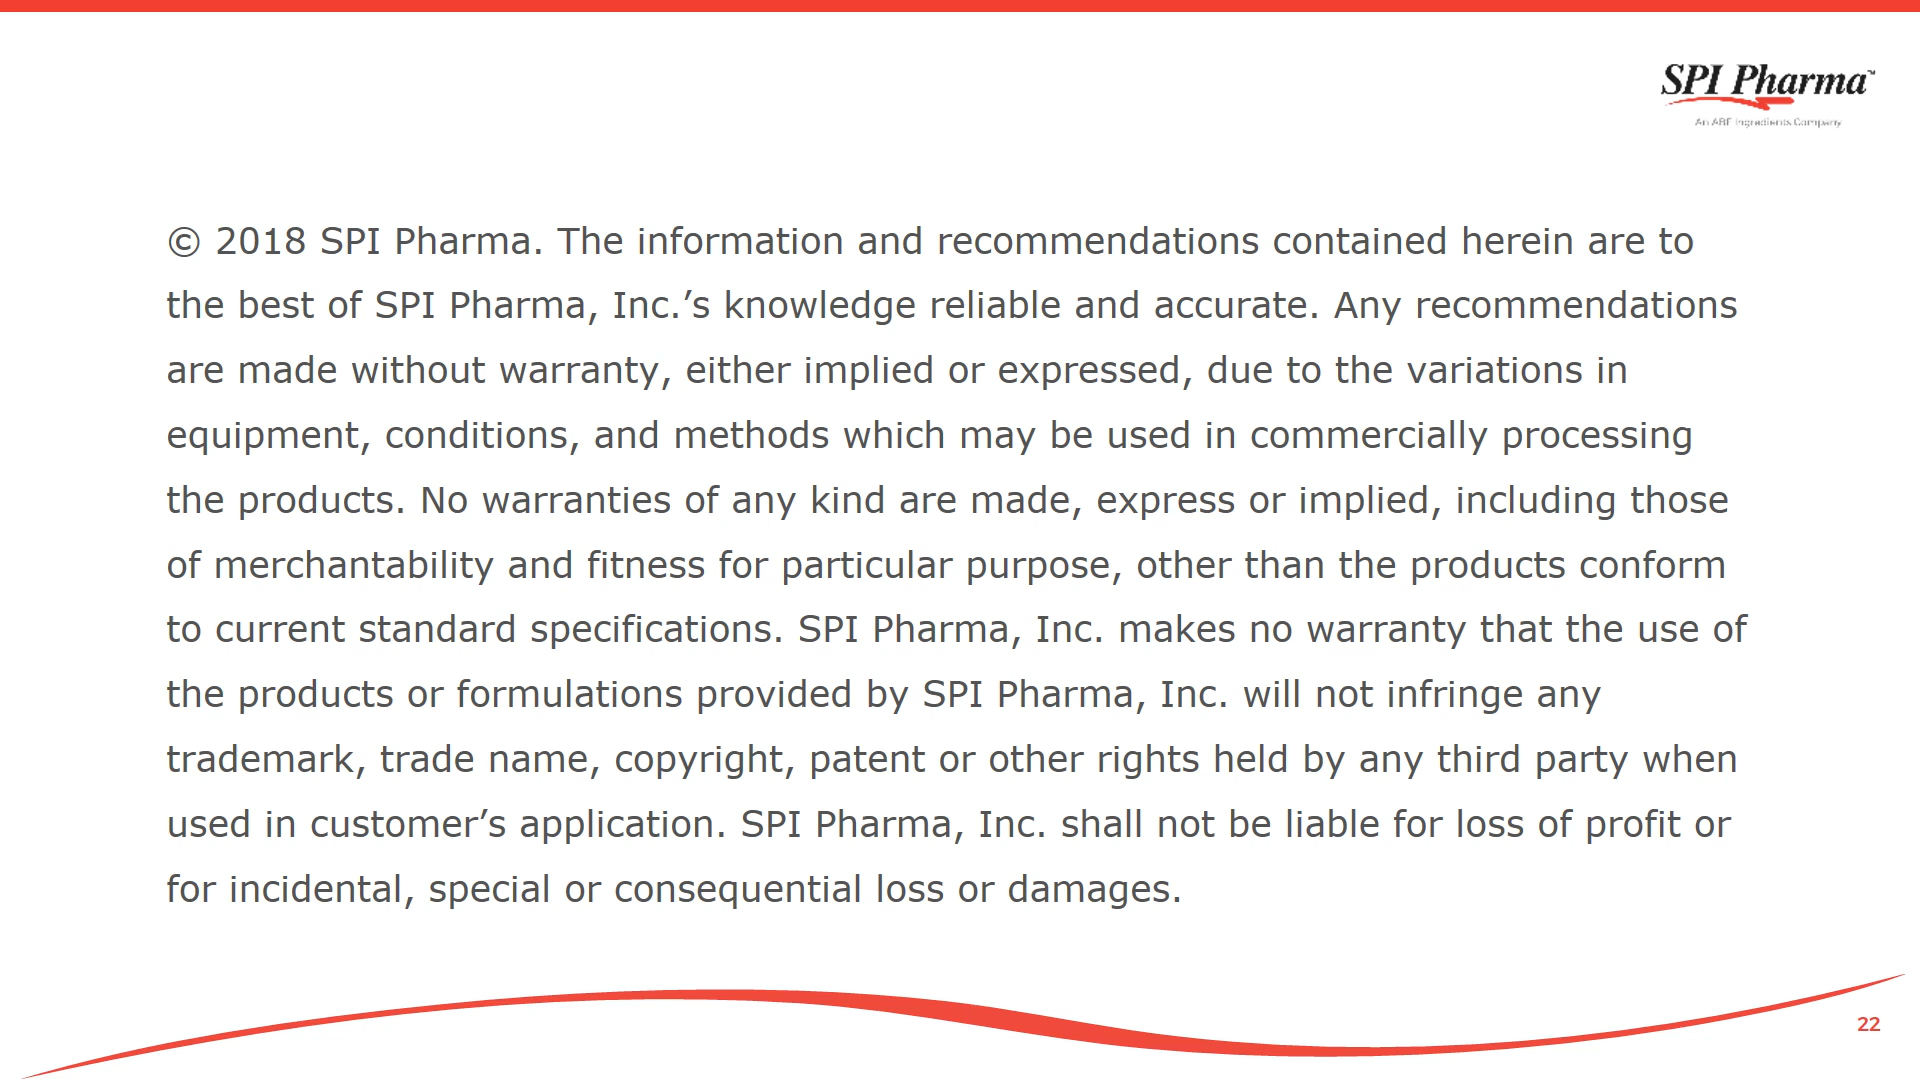 SPI Pharma™
An ABF Ingredients Company
© 2018 SPI Pharma. The information and recommendations contained herein are to
the best of SPI Pharma, Inc.’s knowledge reliable and accurate. Any recommendations
are made without warranty, either implied or expressed, due to the variations in
equipment, conditions, and methods which may be used in commercially processing
the products. No warranties of any kind are made, express or implied, including those
of merchantability and fitness for particular purpose, other than the products conform
to current standard specifications. SPI Pharma, Inc. makes no warranty that the use of
the products or formulations provided by SPI Pharma, Inc. will not infringe any
trademark, trade name, copyright, patent or other rights held by any third party when
used in customer’s application. SPI Pharma, Inc. shall not be liable for loss of profit or
for incidental, special or consequential loss or damages.
22